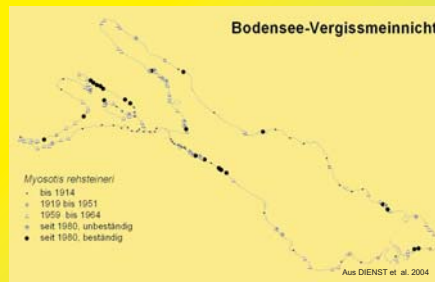 Bodensee-Vergissmeinnicht
Myosotis rehsteineri
bis 1914
1919 bis 1951
1959 bis 1964
seit 1980, unbeständig
seit 1980, beständig
Aus DIENST et al. 2004